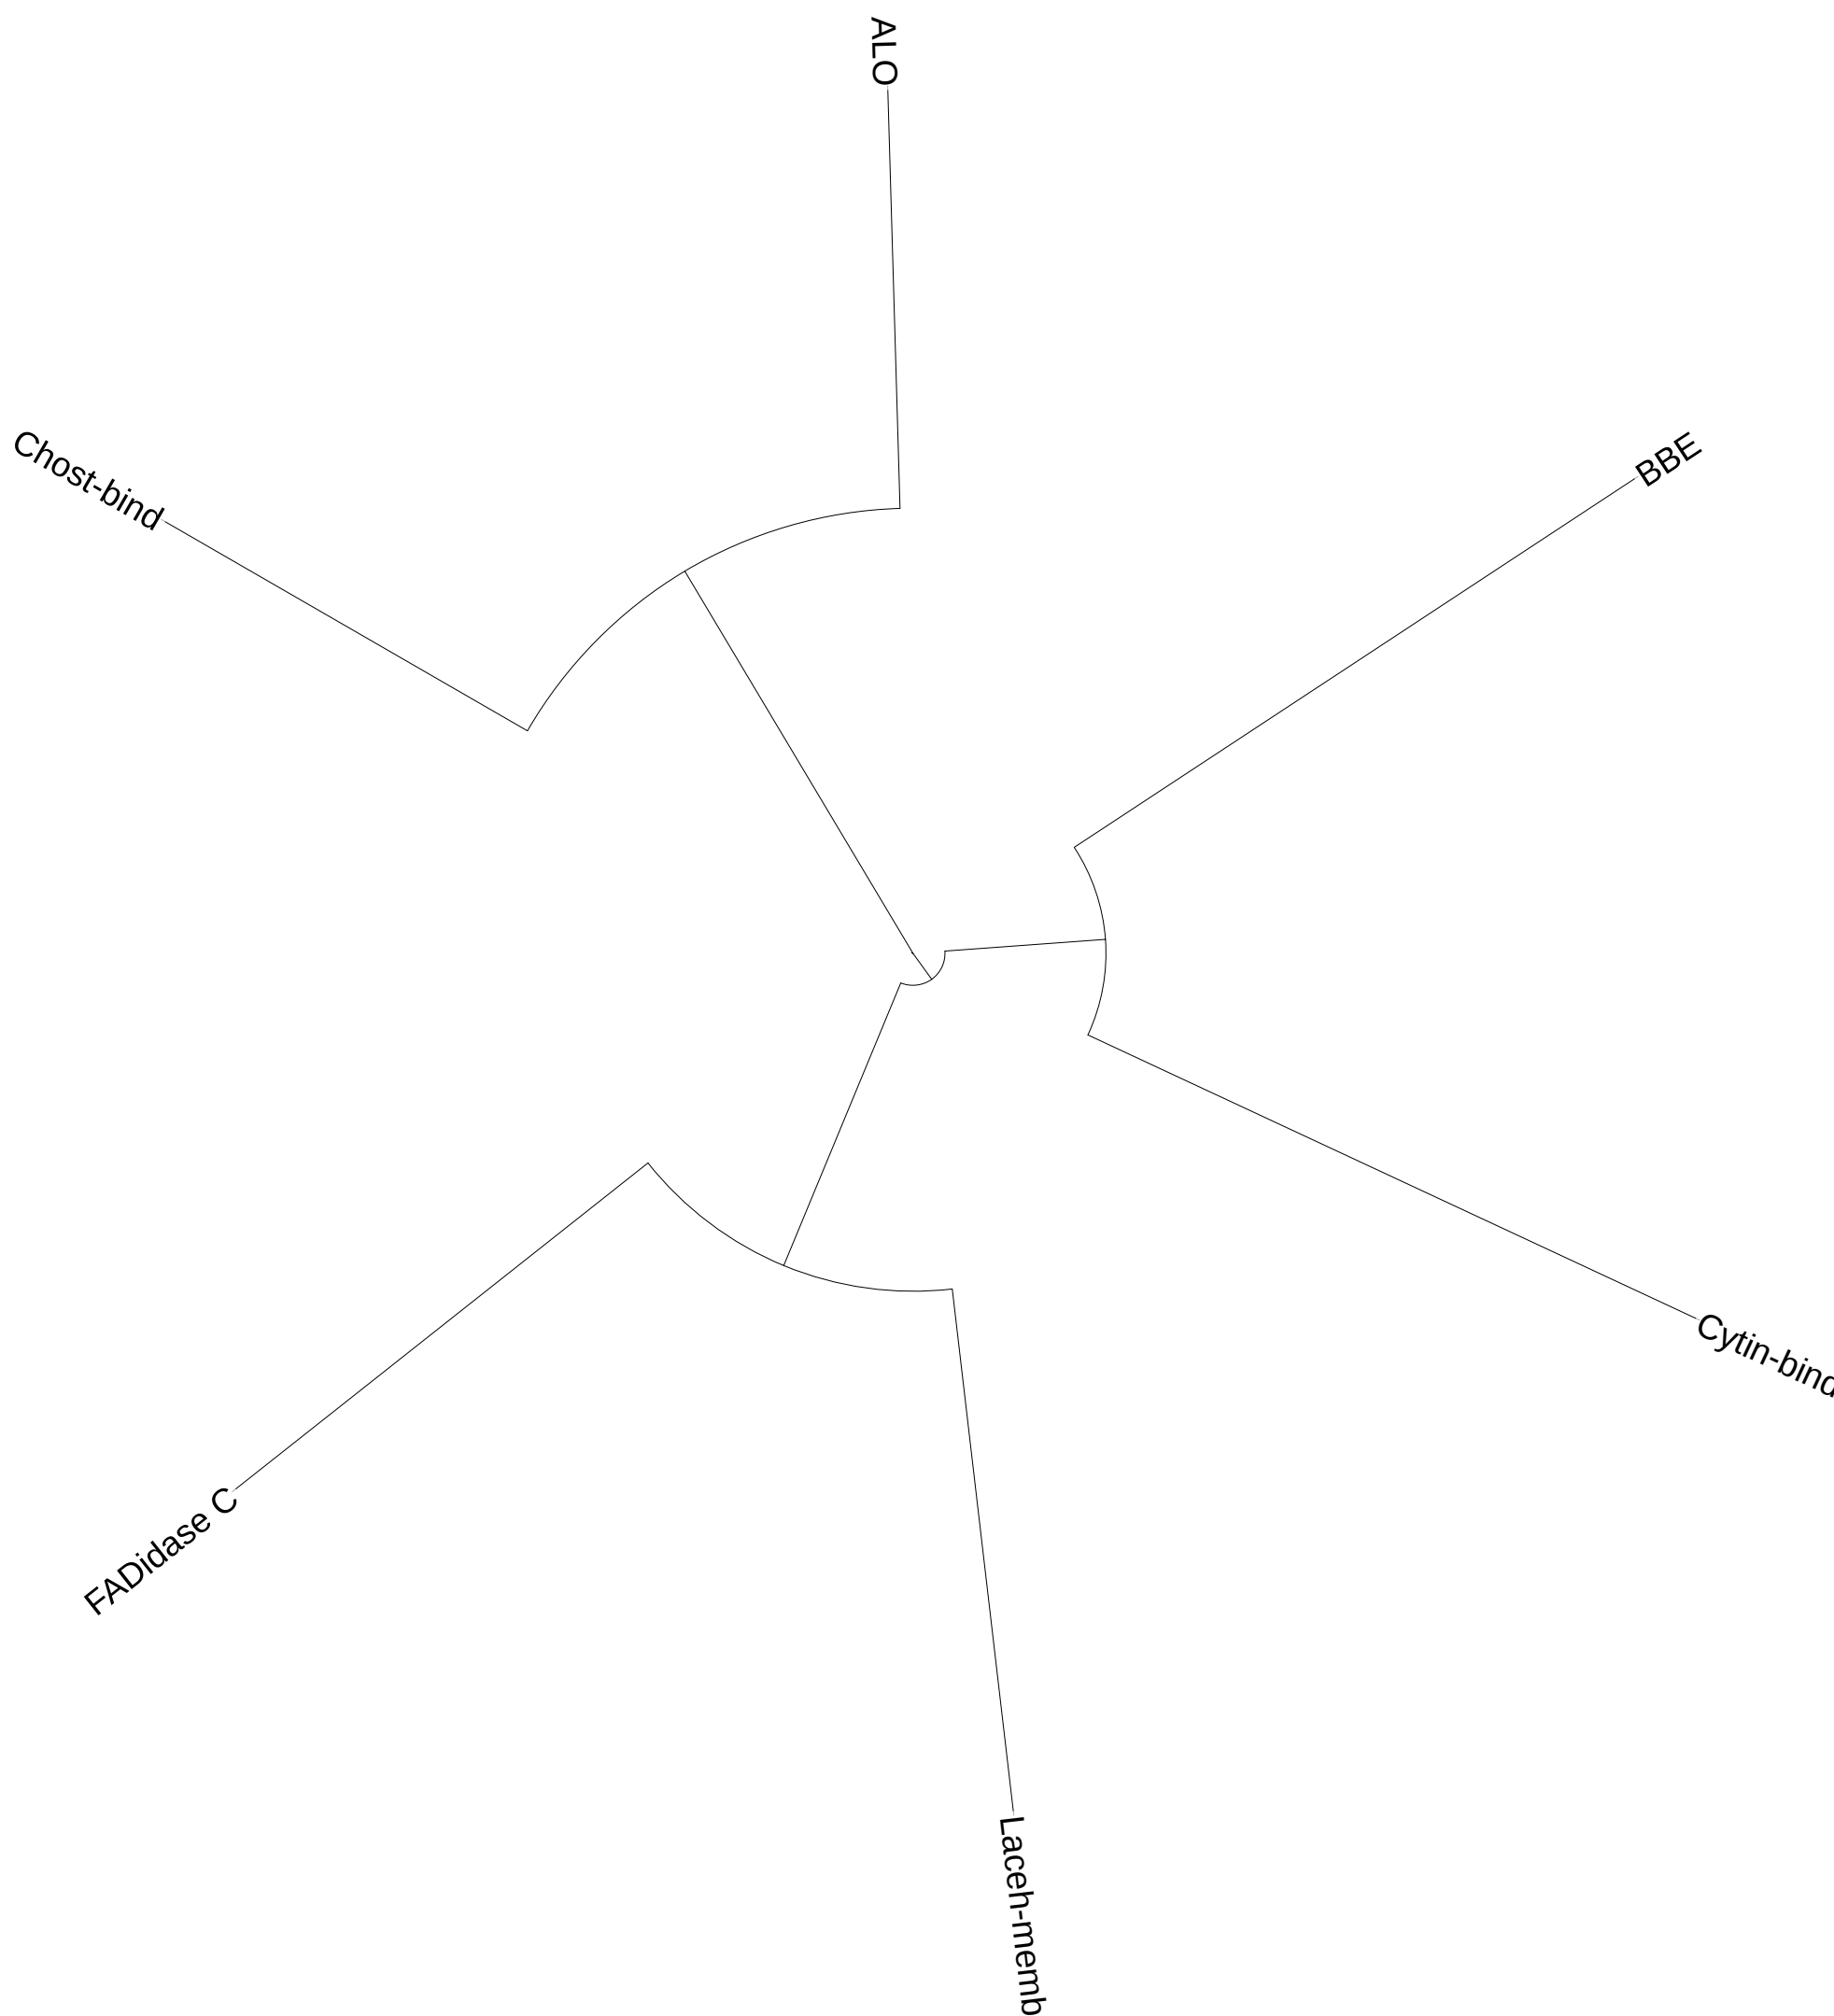 ALO
BBE
Chost-bind
Cytin-bind
FADidase C
Laceh-memb